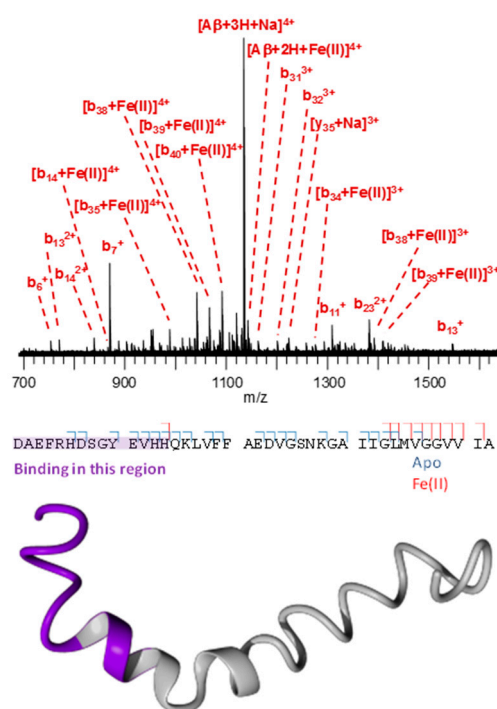 [Aβ+3H+Na]⁴⁺
[Aβ+2H+Fe(II)]⁴⁺
b₃₁³⁺
[b₃₈+Fe(II)]⁴⁺
b₃₂³⁺
[b₃₉+Fe(II)]⁴⁺
[y₃₅+Na]³⁺
[b₄₀+Fe(II)]⁴⁺
[b₁₄+Fe(II)]⁴⁺
[b₃₄+Fe(II)]³⁺
[b₃₅+Fe(II)]⁴⁺
b₁₃²⁺
[b₃₈+Fe(II)]³⁺
b₇⁺
b₁₄²⁺
[b₃₉+Fe(II)]³⁺
b₆⁺
b₁₁⁺
b₂₃²⁺
b₁₃⁺
700 900 1100 1300 1500
m/z
DAEFRHDSGY EVHHQKLVFF AEDVGSNKGA IIGLMVGGVV IA
Binding in this region
Apo
Fe(II)